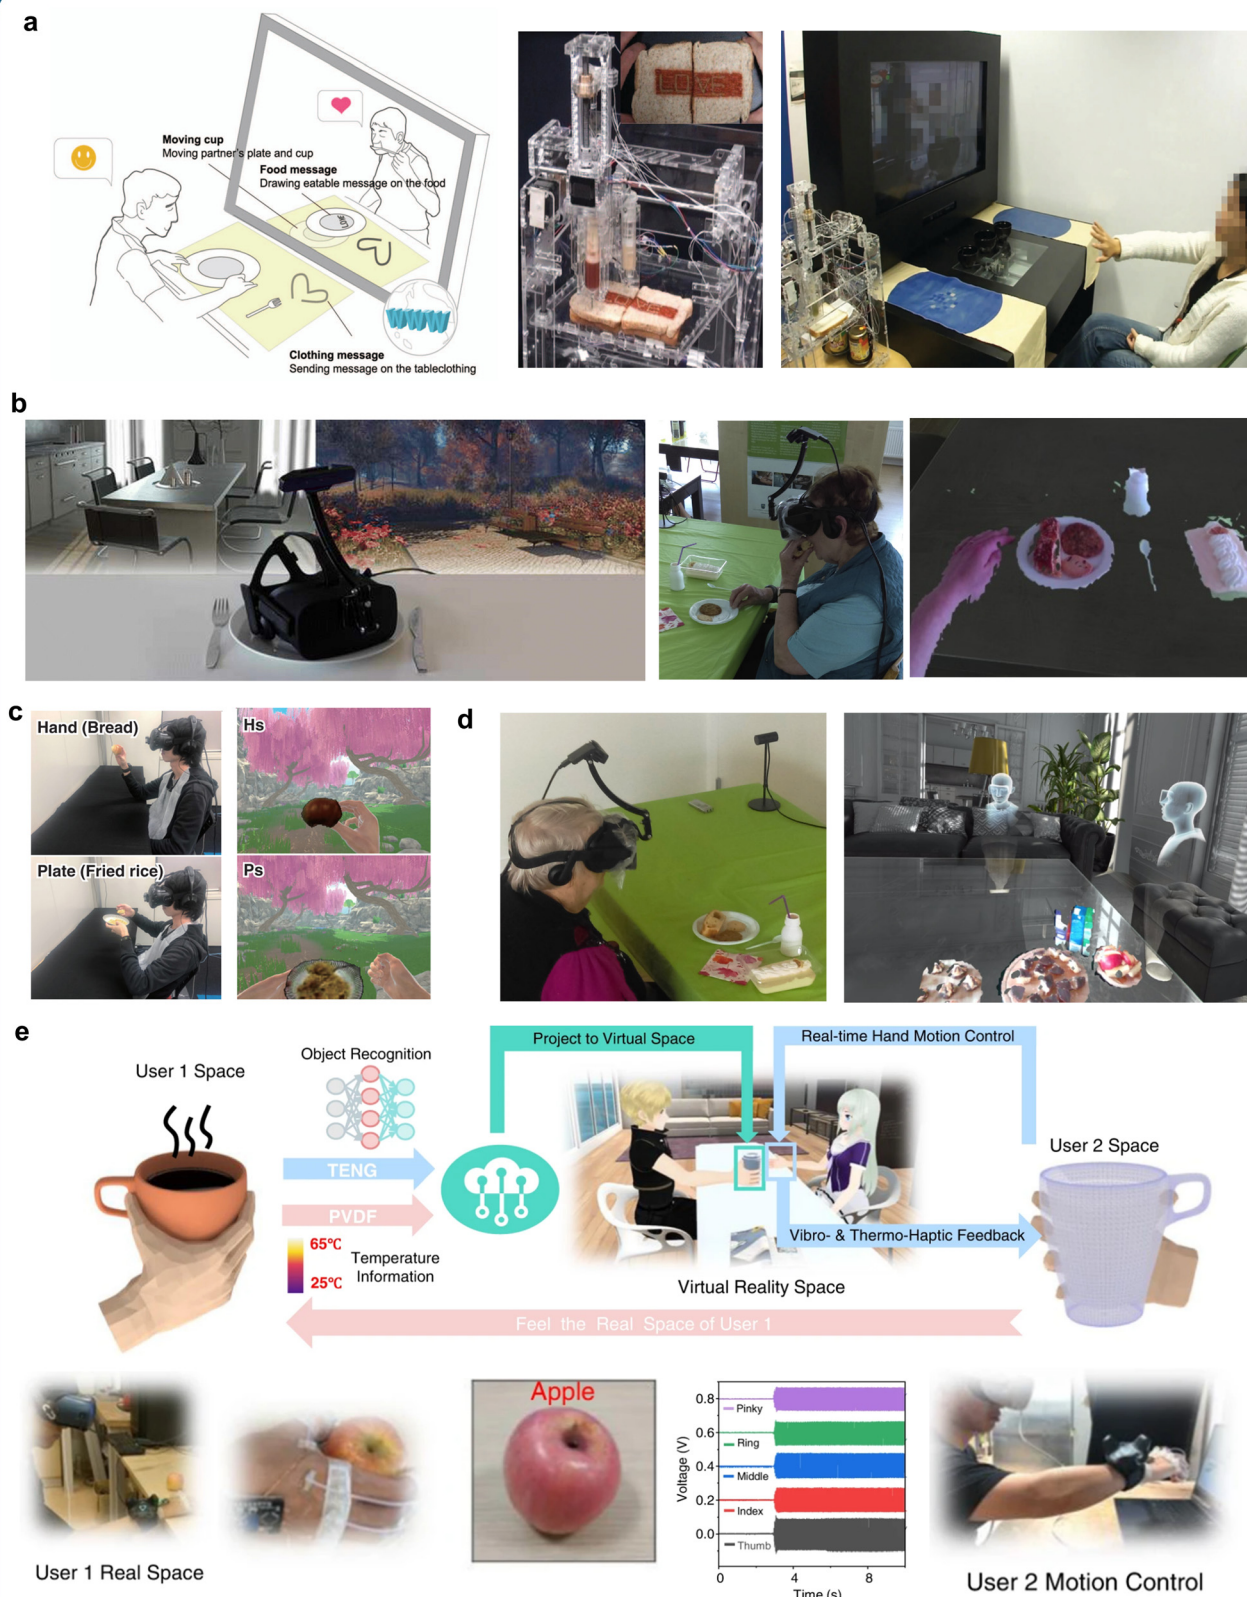 a
Moving cup
Moving partner's plate and cup
Food message
Drawing eatable message on the food
LOVE
Clothing message
Sending message on the tableclothing
LOVE
b
c
Hand (Bread)
Hs
Plate (Fried rice)
Ps
d
e
User 1 Space
Object Recognition
TENG
PVDF
65℃
25℃
Temperature
Information
Project to Virtual Space
Real-time Hand Motion Control
User 2 Space
Vibro- & Thermo-Haptic Feedback
Virtual Reality Space
Feel the Real Space of User 1
User 1 Real Space
Apple
Voltage (V)
0.8
0.6
0.4
0.2
0.0
Pinky
Ring
Middle
Index
Thumb
0
4
8
Time (s)
User 2 Motion Control